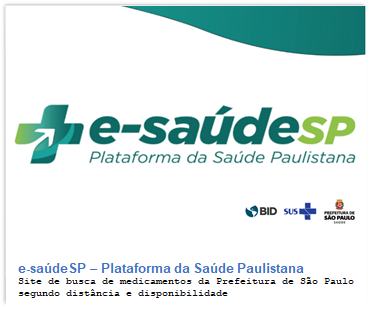 e-saúdeSP
Plataforma da Saúde Paulistana
BID
SUS
PREFEITURA DE
SÃO PAULO
SAÚDE
e-saúdeSP – Plataforma da Saúde Paulistana
Site de busca de medicamentos da Prefeitura de São Paulo
segundo distância e disponibilidade